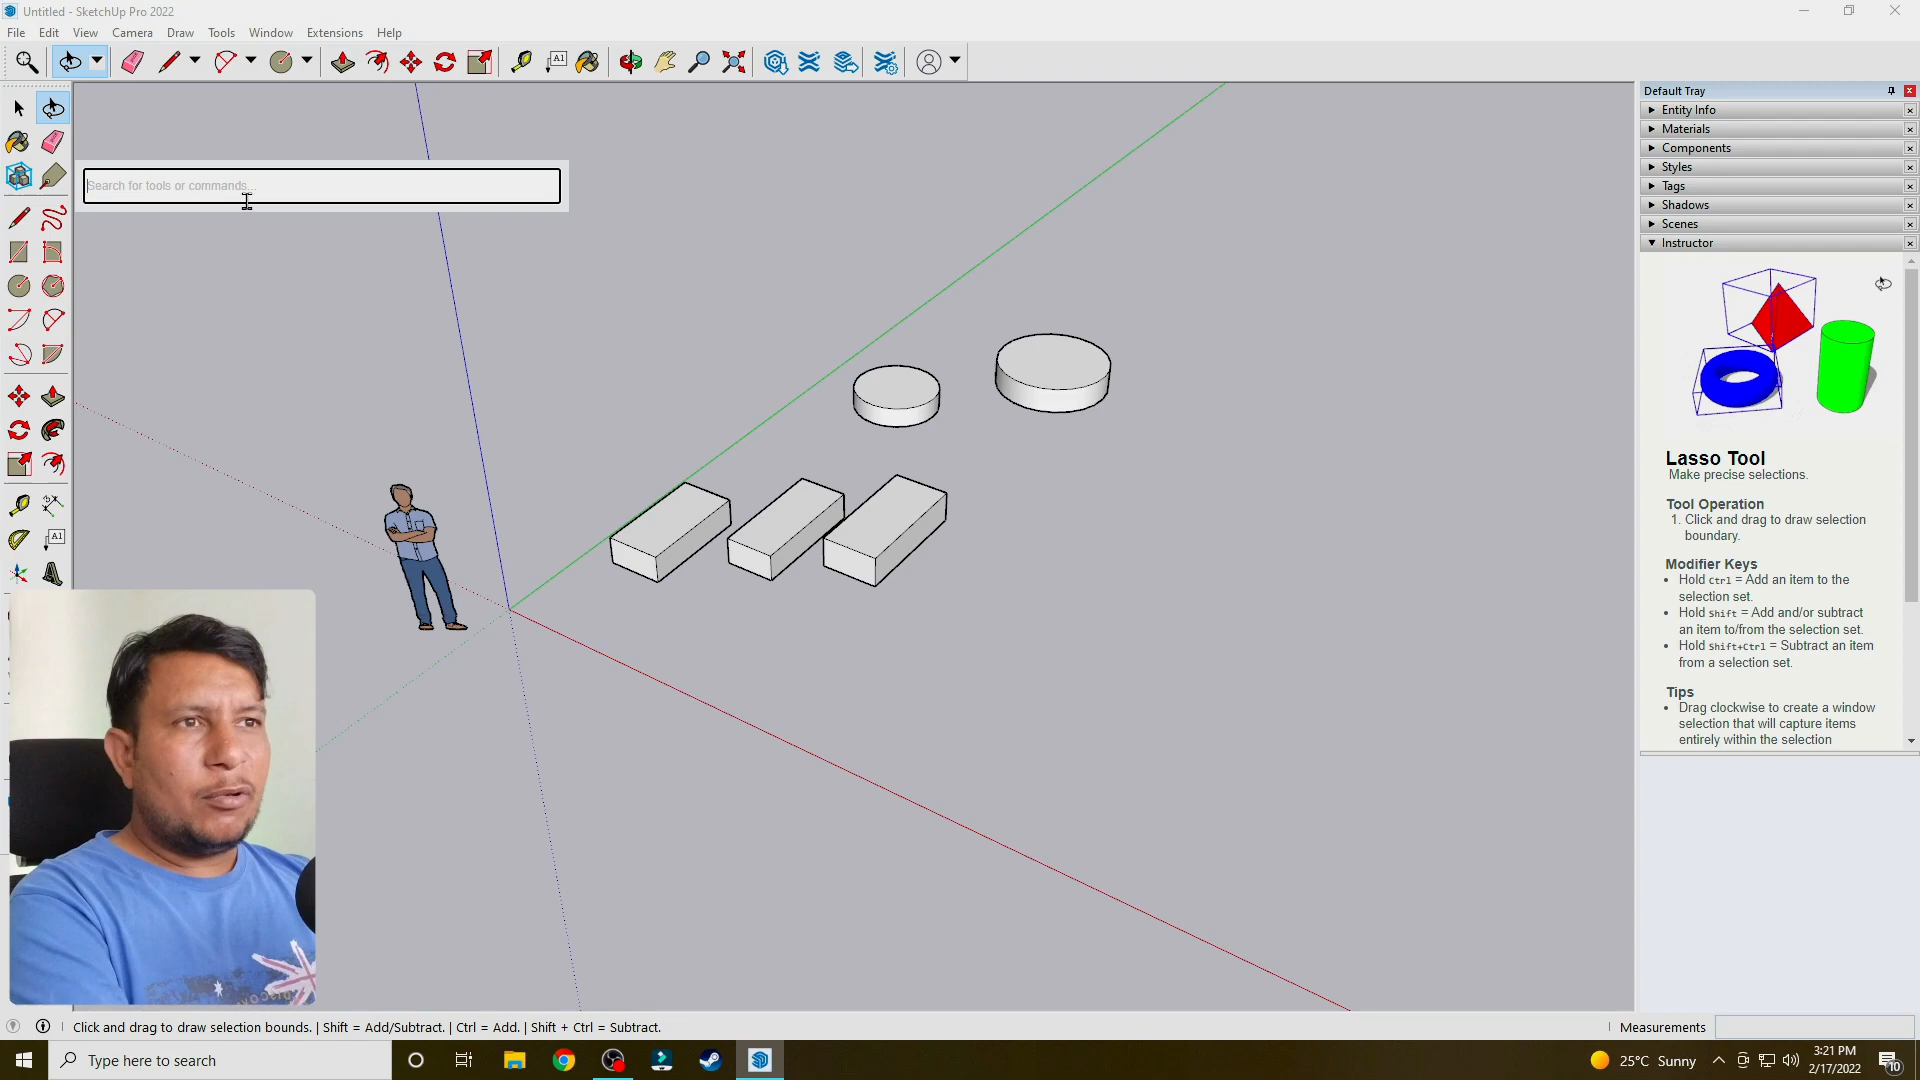 Untitled - SketchUp Pro 2022
File Edit View Camera Draw Tools Window Extensions Help
A1
Default Tray
Entity Info
Materials
Components
Styles
Tags
Shadows
Scenes
Instructor
Search for tools or commands...
A1
Lasso Tool
Make precise selections.
Tool Operation
1. Click and drag to draw selection
boundary.
Modifier Keys
• Hold Ctrl = Add an item to the
selection set.
• Hold Shift = Add and/or subtract
an item to/from the selection set.
• Hold Shift+Ctrl = Subtract an item
from a selection set.
Tips
• Drag clockwise to create a window
selection that will capture items
entirely within the selection
Click and drag to draw selection bounds. | Shift = Add/Subtract. | Ctrl = Add. | Shift + Ctrl = Subtract.
Measurements
Type here to search
25°C Sunny
3:21 PM
2/17/2022
10